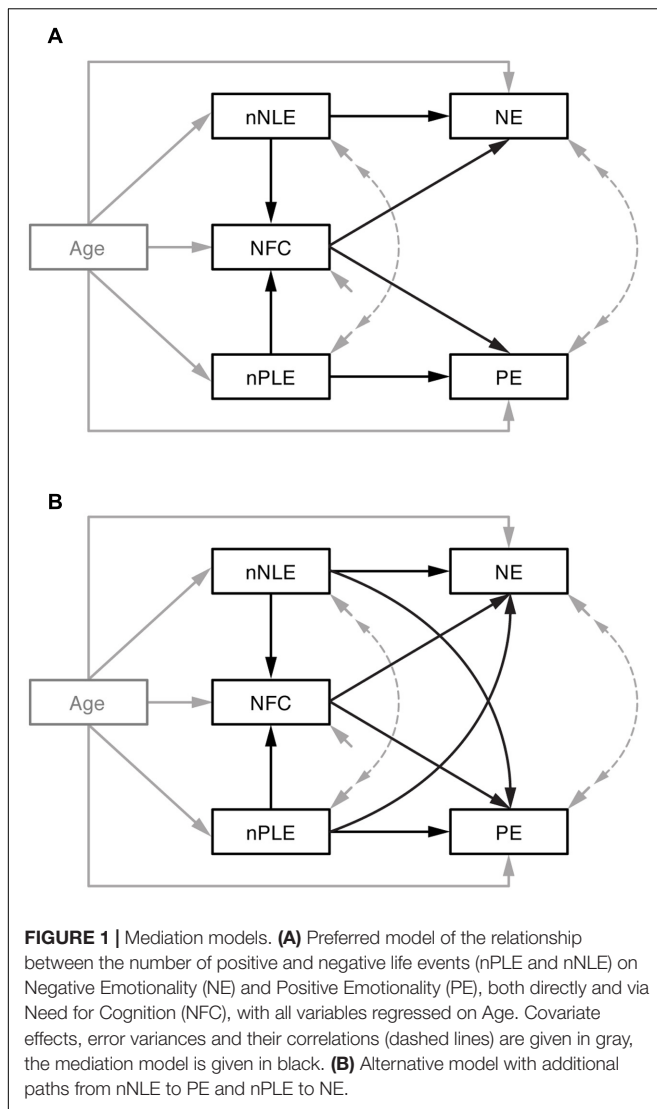 A
nNLE
NE
Age
NFC
nPLE
PE
B
nNLE
NE
Age
NFC
nPLE
PE
FIGURE 1 | Mediation models. (A) Preferred model of the relationship
between the number of positive and negative life events (nPLE and nNLE) on
Negative Emotionality (NE) and Positive Emotionality (PE), both directly and via
Need for Cognition (NFC), with all variables regressed on Age. Covariate
effects, error variances and their correlations (dashed lines) are given in gray,
the mediation model is given in black. (B) Alternative model with additional
paths from nNLE to PE and nPLE to NE.